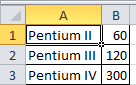 A B
1 Pentium II 60
2 Pentium III 120
3 Pentium IV 300